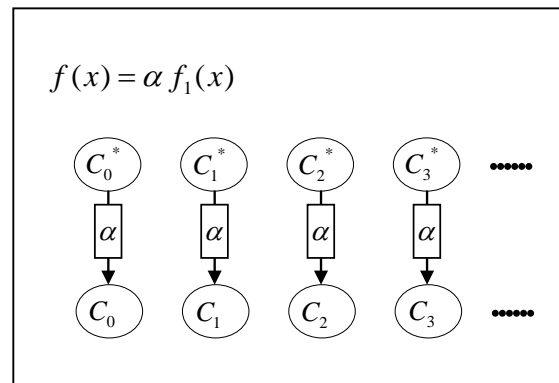 f(x) = α f₁(x)
C₀* C₁* C₂* C₃* ......
α α α α
C₀ C₁ C₂ C₃ ......